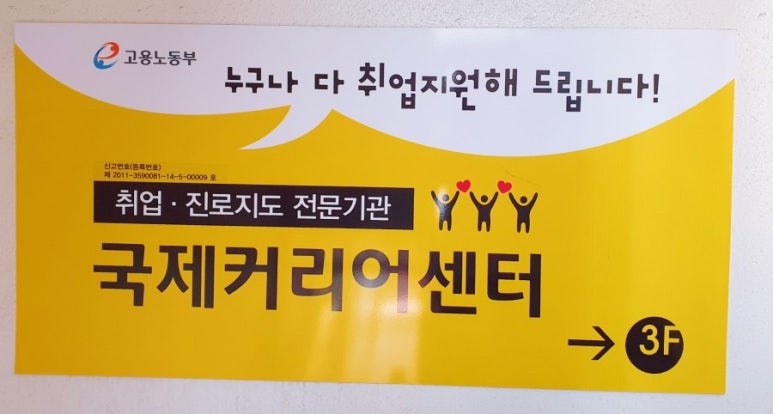 고용노동부
누구나 다 취업지원해 드립니다!
신고번호(등록번호)
제 2011-3590081-14-5-00009 호
취업 · 진로지도 전문기관
국제커리어센터
→ 3F